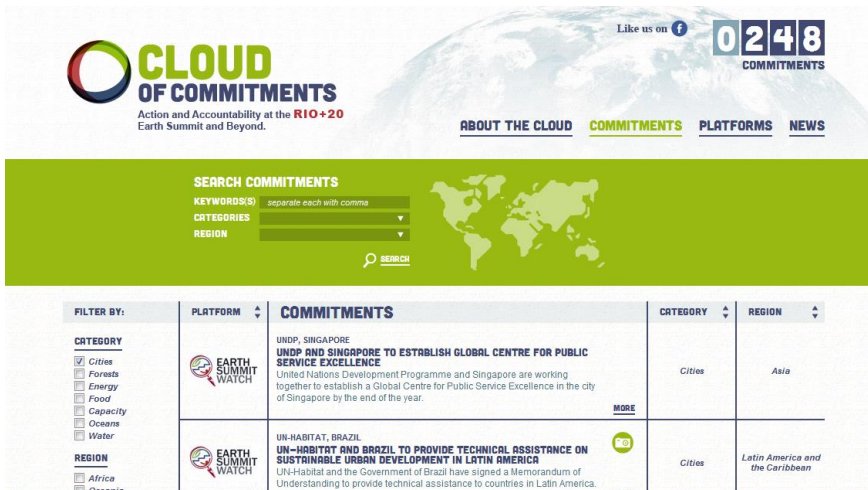 Like us on f
0248
COMMITMENTS
CLOUD
OF COMMITMENTS
Action and Accountability at the RIO+20
Earth Summit and Beyond.
ABOUT THE CLOUD COMMITMENTS PLATFORMS NEWS
SEARCH COMMITMENTS
KEYWORDS(S) separate each with comma
CATEGORIES
REGION
SEARCH
FILTER BY: PLATFORM COMMITMENTS CATEGORY REGION
CATEGORY
Cities
Forests
Energy
Food
Capacity
Oceans
Water
REGION
Africa
Oceania
EARTH
SUMMIT
WATCH
UNDP, SINGAPORE
UNDP AND SINGAPORE TO ESTABLISH GLOBAL CENTRE FOR PUBLIC
SERVICE EXCELLENCE
United Nations Development Programme and Singapore are working
together to establish a Global Centre for Public Service Excellence in the city
of Singapore by the end of the year.
MORE
Cities
Asia
EARTH
SUMMIT
WATCH
UN-HABITAT, BRAZIL
UN-HABITAT AND BRAZIL TO PROVIDE TECHNICAL ASSISTANCE ON
SUSTAINABLE URBAN DEVELOPMENT IN LATIN AMERICA
UN-Habitat and the Government of Brazil have signed a Memorandum of
Understanding to provide technical assistance to countries in Latin America.
Cities
Latin America and
the Caribbean